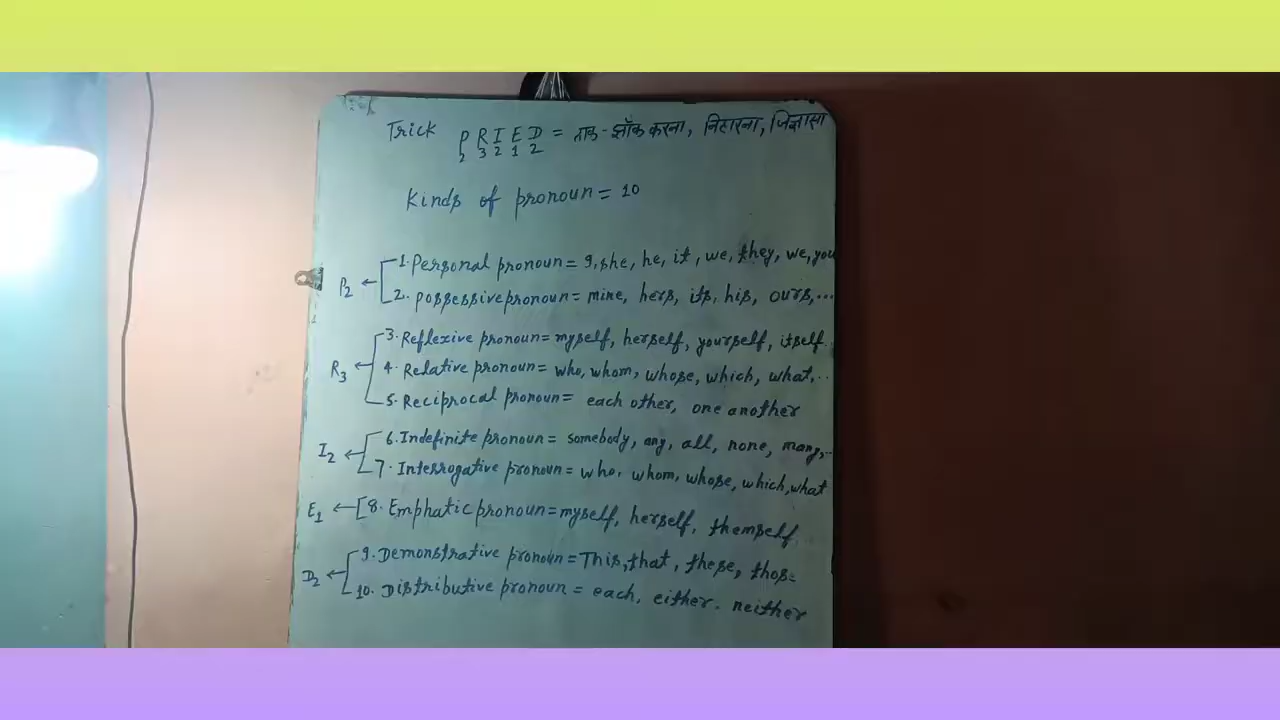 Trick PRIED = ताक-झाँक करना, निहारना, जिज्ञासा
2 3 2 1 2
Kinds of pronoun = 10
P2 ← 1. Personal pronoun = I, she, he, it, we, they, we, you
2. Possessive pronoun = mine, hers, its, his, ours, ...
R3 ← 3. Reflexive pronoun = myself, herself, yourself, itself..
4. Relative pronoun = who, whom, whose, which, what, ..
5. Reciprocal pronoun = each other, one another
I2 ← 6. Indefinite pronoun = somebody, any, all, none, many, ..
7. Interrogative pronoun = who, whom, whose, which, what
E1 ← [8. Emphatic pronoun = myself, herself, themself.
D2 ← 9. Demonstrative pronoun = This, that, these, those
10. Distributive pronoun = each, either. neither